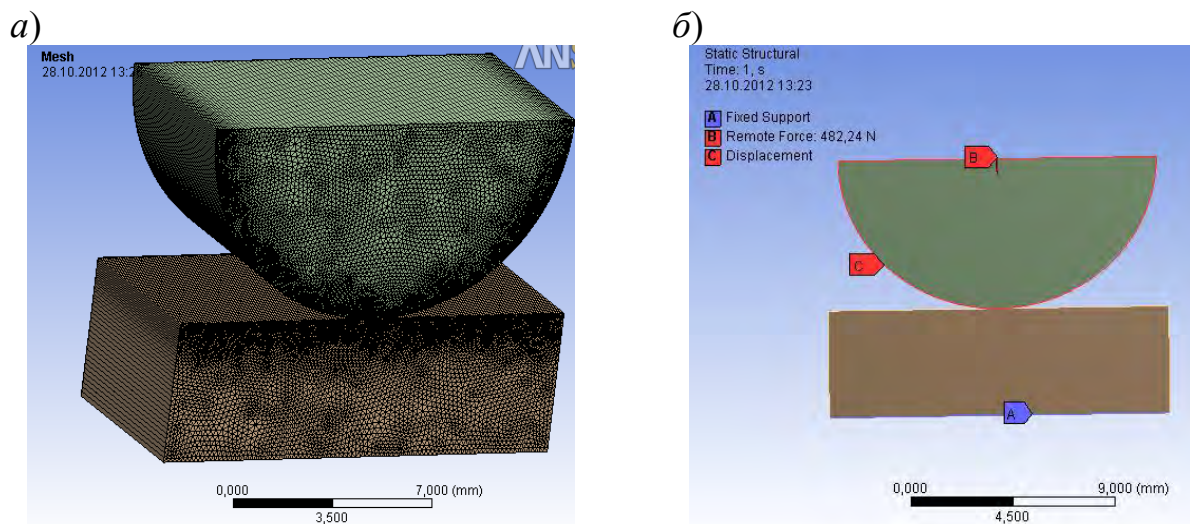 а)
Mesh
28.10.2012 13:2
ANS
0,000
7,000 (mm)
3,500
б)
Static Structural
Time: 1, s
28.10.2012 13:23
A Fixed Support
B Remote Force: 482,24 N
C Displacement
B
C
A
0,000
9,000 (mm)
4,500